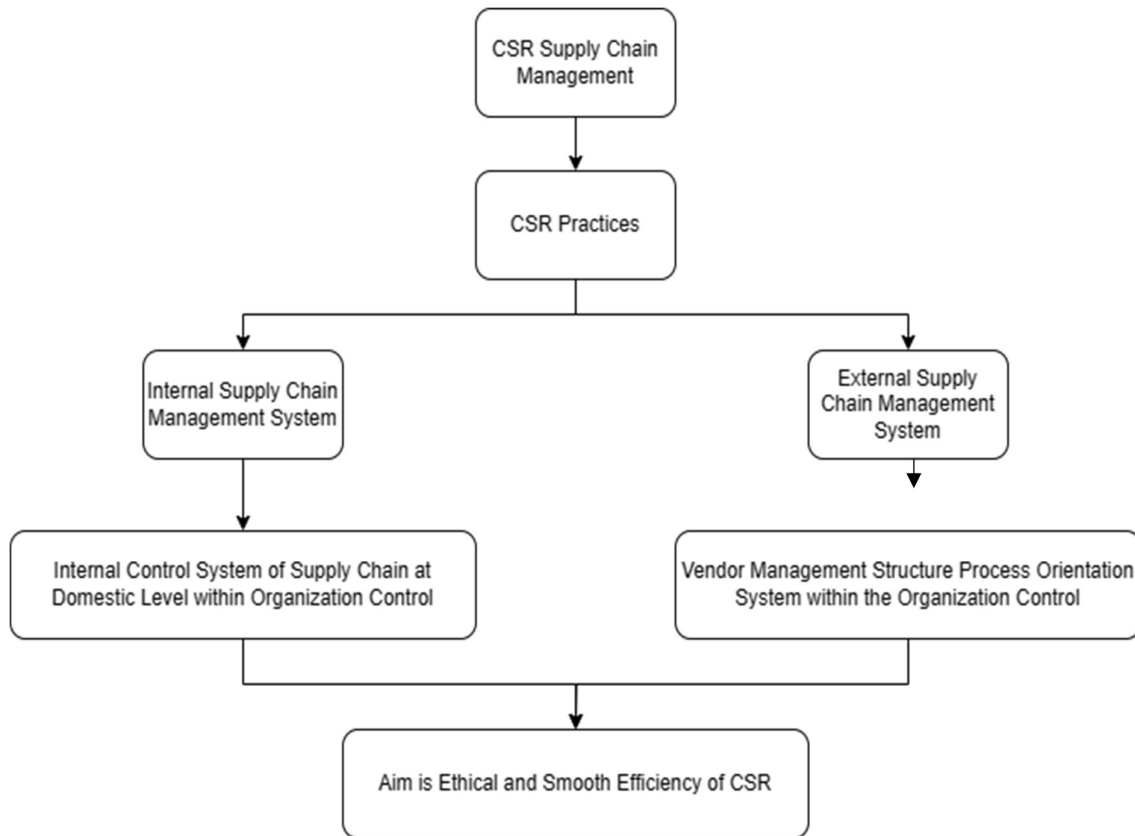 CSR Supply Chain
Management
CSR Practices
Internal Supply Chain
Management System
External Supply
Chain Management
System
Internal Control System of Supply Chain at
Domestic Level within Organization Control
Vendor Management Structure Process Orientation
System within the Organization Control
Aim is Ethical and Smooth Efficiency of CSR